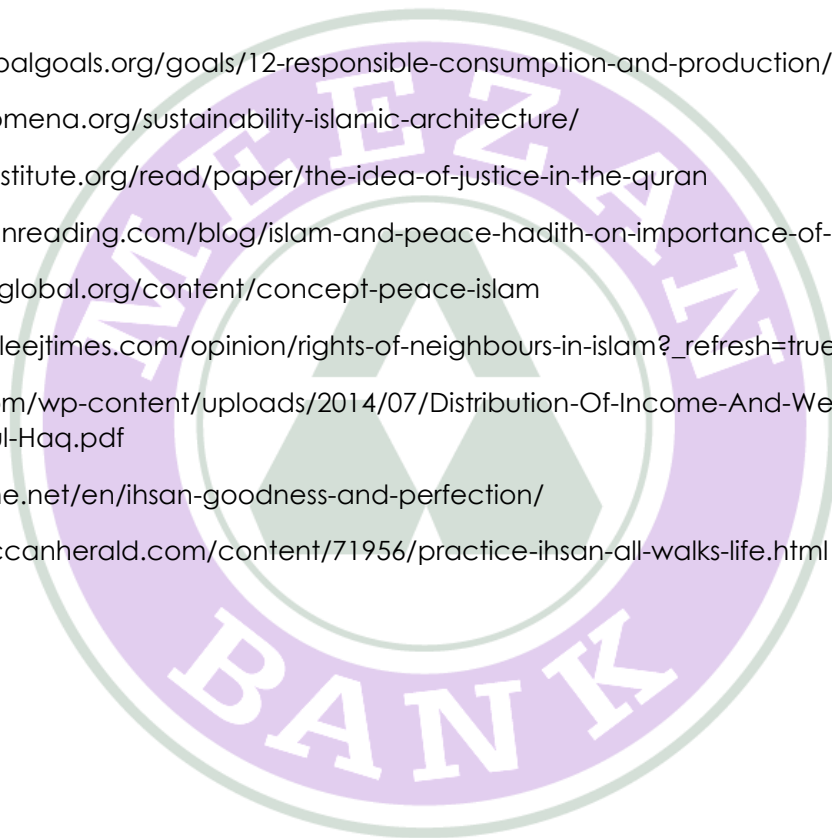 balgoals.org/goals/12-responsible-consumption-and-production/
omena.org/sustainability-islamic-architecture/
stitute.org/read/paper/the-idea-of-justice-in-the-quran
nreading.com/blog/islam-and-peace-hadith-on-importance-of-
global.org/content/concept-peace-islam
leejtimes.com/opinion/rights-of-neighbours-in-islam?_refresh=true
om/wp-content/uploads/2014/07/Distribution-Of-Income-And-We
ul-Haq.pdf
ne.net/en/ihsan-goodness-and-perfection/
ccanherald.com/content/71956/practice-ihsan-all-walks-life.html
MEEZAN
BANK